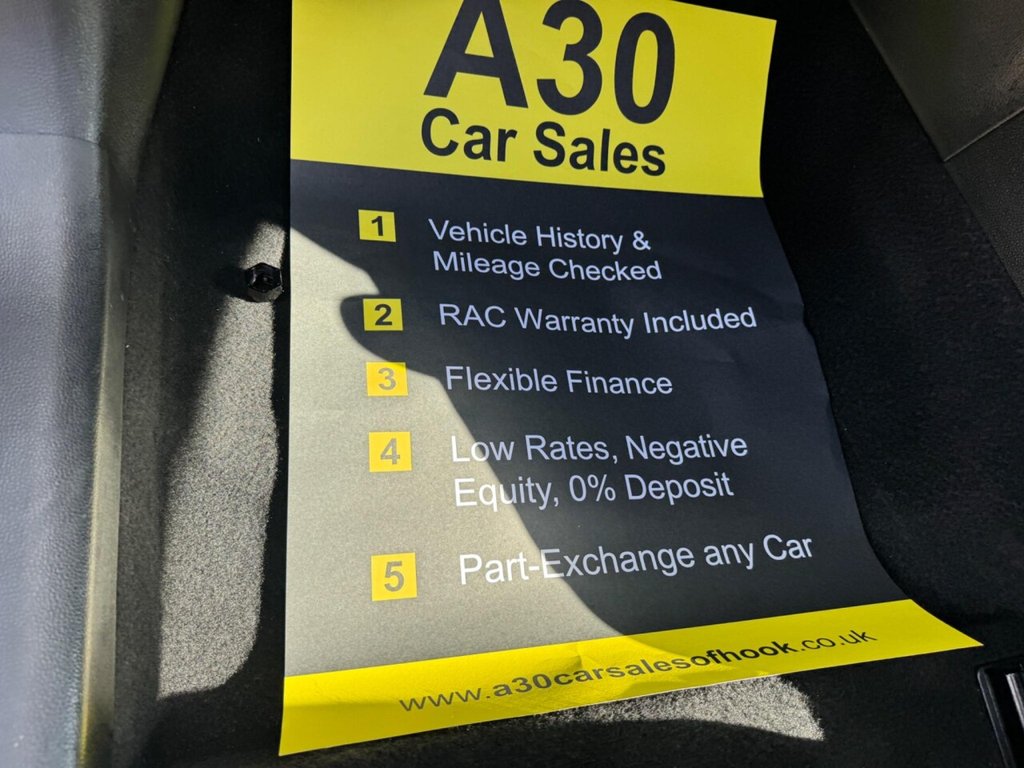 A30
Car Sales
1 Vehicle History &
Mileage Checked
2 RAC Warranty Included
3 Flexible Finance
4 Low Rates, Negative
Equity, 0% Deposit
5 Part-Exchange any Car
www.a30carsalesofhook.co.uk